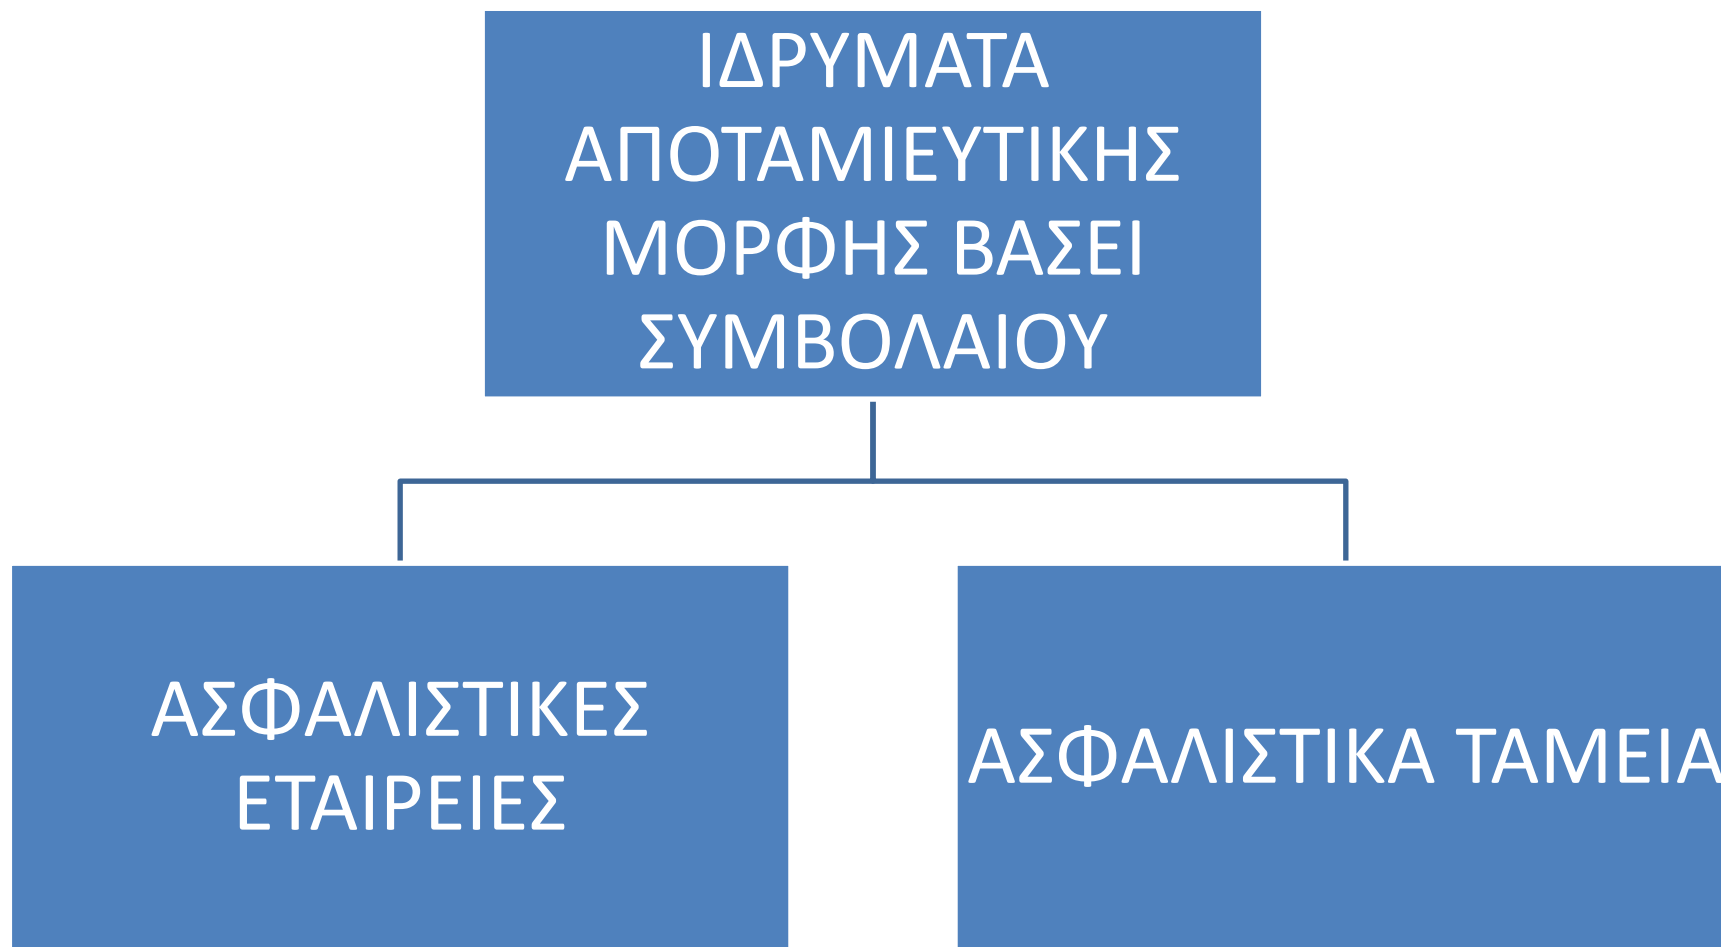 ΙΔΡΥΜΑΤΑ
ΑΠΟΤΑΜΙΕΥΤΙΚΗΣ
ΜΟΡΦΗΣ ΒΑΣΕΙ
ΣΥΜΒΟΛΑΙΟΥ
ΑΣΦΑΛΙΣΤΙΚΕΣ
ΕΤΑΙΡΕΙΕΣ
ΑΣΦΑΛΙΣΤΙΚΑ ΤΑΜΕΙΑ